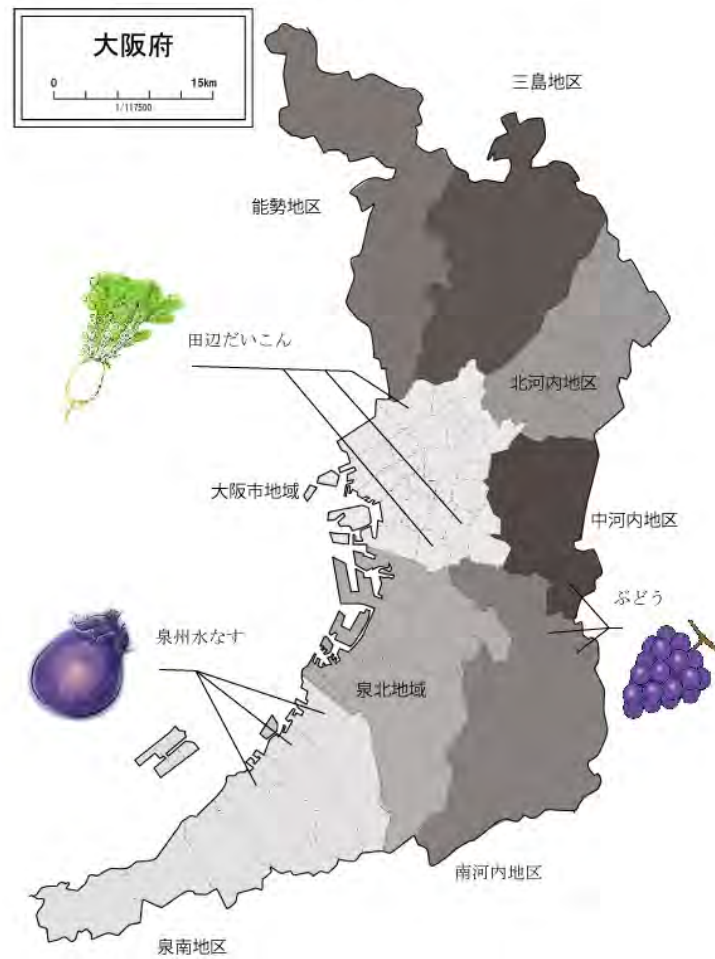 大阪府
0 15km
1/117500
三島地区
能勢地区
田辺だいこん
北河内地区
大阪市地域
中河内地区
ぶどう
泉州水なす
泉北地域
南河内地区
泉南地区